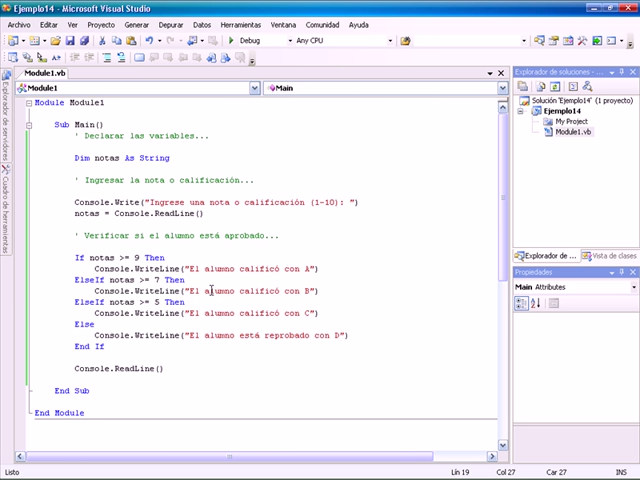 Ejemplo14 - Microsoft Visual Studio
Archivo Editar Ver Proyecto Generar Depurar Datos Herramientas Ventana Comunidad Ayuda
Debug Any CPU
Module1.vb
Module1 Main
Module Module1
Sub Main()
' Declarar las variables...
Dim notas As String
' Ingresar la nota o calificación...
Console.Write("Ingrese una nota o calificación (1-10): ")
notas = Console.ReadLine()
' Verificar si el alumno está aprobado...
If notas >= 9 Then
Console.WriteLine("El alumno calificó con A")
ElseIf notas >= 7 Then
Console.WriteLine("El alumno calificó con B")
ElseIf notas >= 5 Then
Console.WriteLine("El alumno calificó con C")
Else
Console.WriteLine("El alumno está reprobado con D")
End If
Console.ReadLine()
End Sub
End Module
Explorador de servidores
Cuadro de herramientas
Explorador de soluciones - ...
Solución 'Ejemplo14' (1 proyecto)
Ejemplo14
My Project
Module1.vb
Explorador de... Vista de clases
Propiedades
Main Atributos
Listo Lín 19 Col 27 Car 27 INS